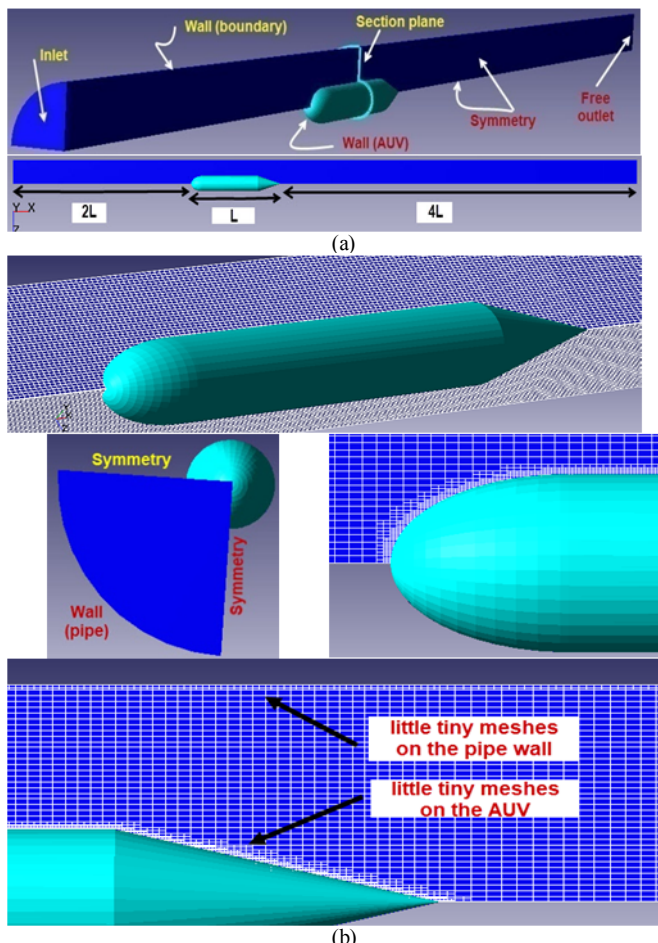 Wall (boundary)
Section plane
Inlet
Free
outlet
Symmetry
Wall (AUV)
2L
L
4L
Y X
Z
(a)
Symmetry
Symmetry
Wall
(pipe)
little tiny meshes
on the pipe wall
little tiny meshes
on the AUV
(b)